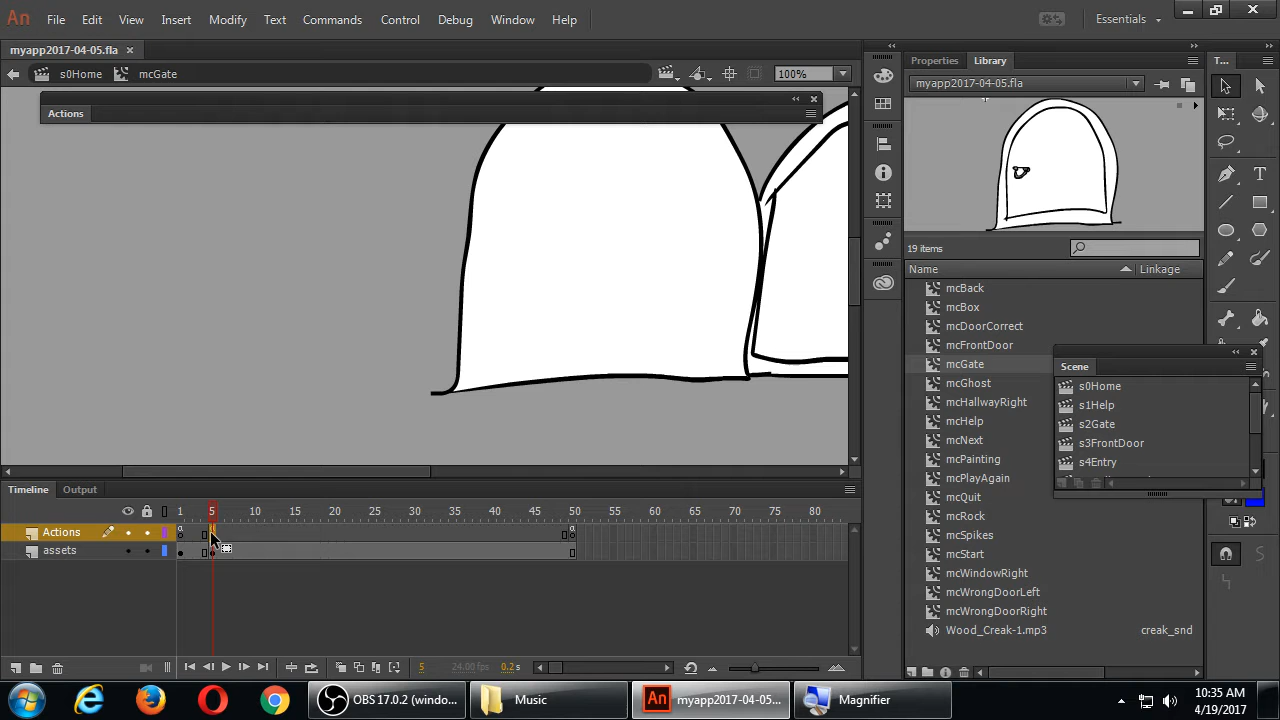 An File Edit View Insert Modify Text Commands Control Debug Window Help Essentials
myapp2017-04-05.fla ×
s0Home mcGate 100%
Actions
Properties Library
myapp2017-04-05.fla
T...
19 items
Name Linkage
mcBack
mcBox
mcDoorCorrect
mcFrontDoor
mcGate
mcGhost
mcHallwayRight
mcHelp
mcNext
mcPainting
mcPlayAgain
mcQuit
mcRock
mcSpikes
mcStart
mcWindowRight
mcWrongDoorLeft
mcWrongDoorRight
Wood_Creak-1.mp3 creak_snd
Scene
s0Home
s1Help
s2Gate
s3FrontDoor
s4Entry
Timeline Output
1 5 10 15 20 25 30 35 40 45 50 55 60 65 70 75 80
Actions
assets
5 24.00 fps 0.2 s
OBS 17.0.2 (windo...
Music
An myapp2017-04-05...
Magnifier
10:35 AM
4/19/2017